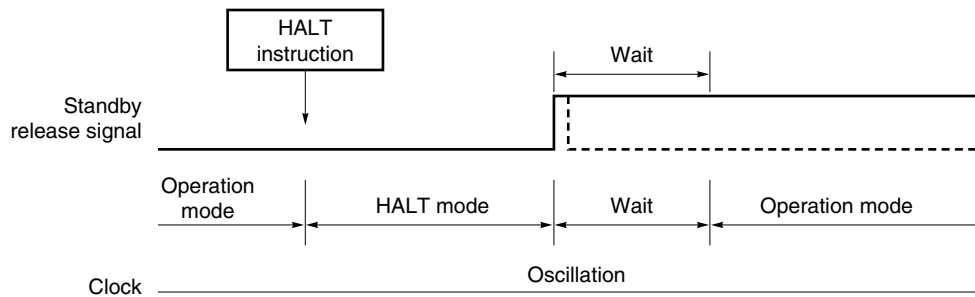 HALT
instruction
Wait
Standby
release signal
Operation
mode
HALT mode
Wait
Operation mode
Oscillation
Clock